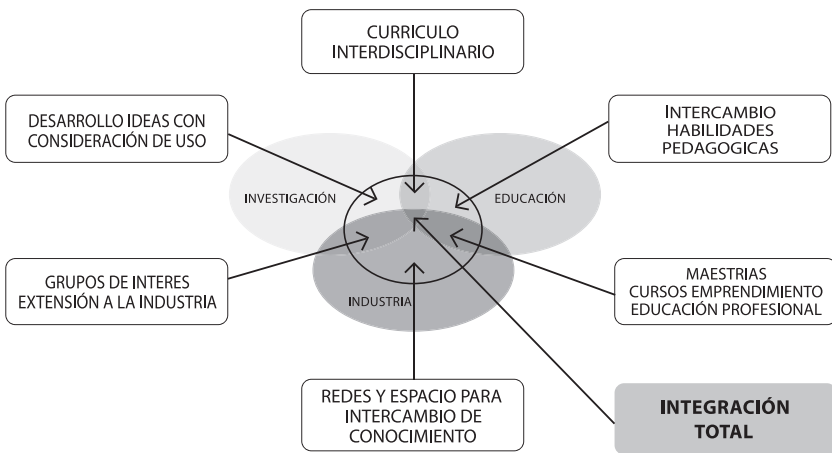 CURRICULO
INTERDISCIPLINARIO
DESARROLLO IDEAS CON
CONSIDERACIÓN DE USO
INTERCAMBIO
HABILIDADES
PEDAGOGICAS
INVESTIGACIÓN
EDUCACIÓN
INDUSTRIA
GRUPOS DE INTERES
EXTENSIÓN A LA INDUSTRIA
MAESTRIAS
CURSOS EMPRENDIMIENTO
EDUCACIÓN PROFESIONAL
REDES Y ESPACIO PARA
INTERCAMBIO DE
CONOCIMIENTO
INTEGRACIÓN
TOTAL